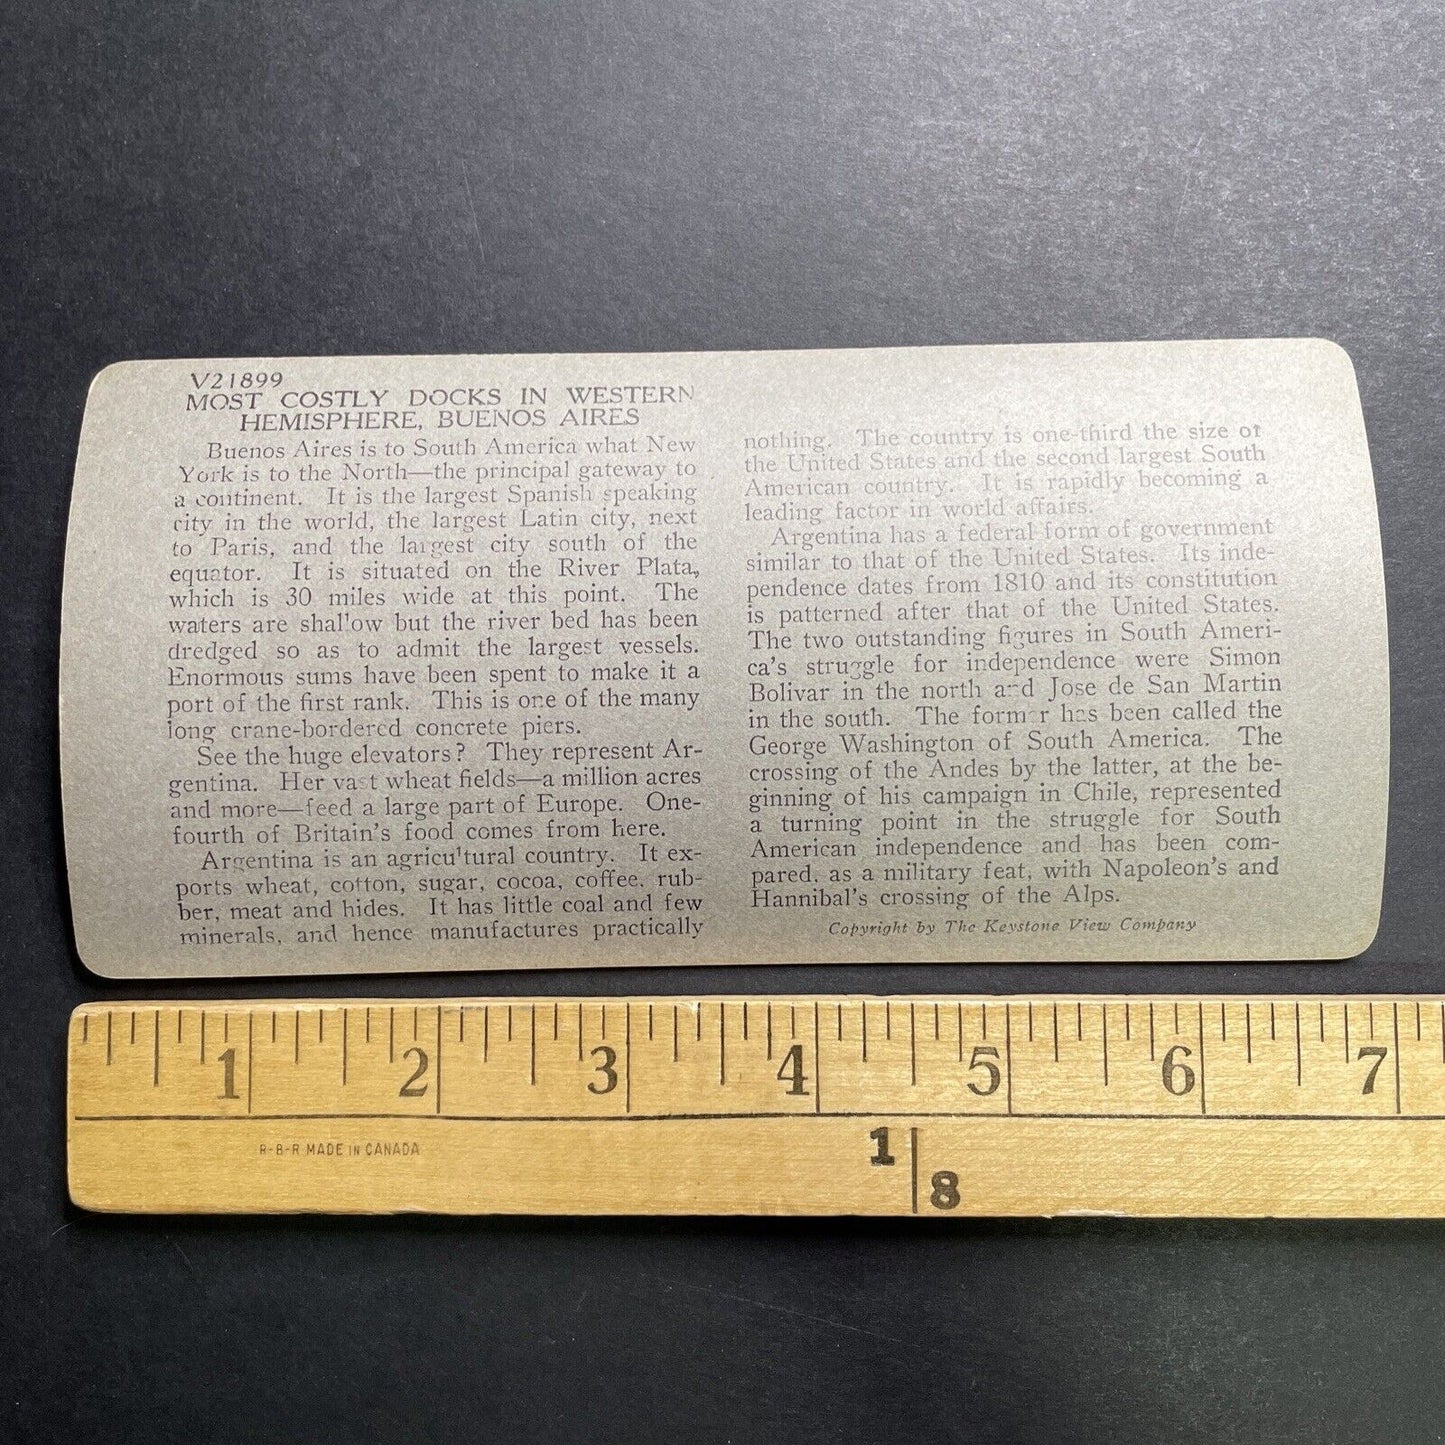 V21899
MOST COSTLY DOCKS IN WESTERN
HEMISPHERE, BUENOS AIRES
Buenos Aires is to South America what New
York is to the North—the principal gateway to
a continent. It is the largest Spanish speaking
city in the world, the largest Latin city, next
to Paris, and the largest city south of the
equator. It is situated on the River Plata,
which is 30 miles wide at this point. The
waters are shallow but the river bed has been
dredged so as to admit the largest vessels.
Enormous sums have been spent to make it a
port of the first rank. This is one of the many
long crane-bordered concrete piers.
See the huge elevators? They represent Ar-
gentina. Her vast wheat fields—a million acres
and more—feed a large part of Europe. One-
fourth of Britain's food comes from here.
Argentina is an agricultural country. It ex-
ports wheat, cotton, sugar, cocoa, coffee, rub-
ber, meat and hides. It has little coal and few
minerals, and hence manufactures practically
nothing. The country is one-third the size of
the United States and the second largest South
American country. It is rapidly becoming a
leading factor in world affairs.
Argentina has a federal form of government
similar to that of the United States. Its inde-
pendence dates from 1810 and its constitution
is patterned after that of the United States.
The two outstanding figures in South Ameri-
ca's struggle for independence were Simon
Bolivar in the north and Jose de San Martin
in the south. The former has been called the
George Washington of South America. The
crossing of the Andes by the latter, at the be-
ginning of his campaign in Chile, represented
a turning point in the struggle for South
American independence and has been com-
pared, as a military feat, with Napoleon's and
Hannibal's crossing of the Alps.
Copyright by The Keystone View Company
1 2 3 4 5 6 7
R-B-R MADE IN CANADA
1
8